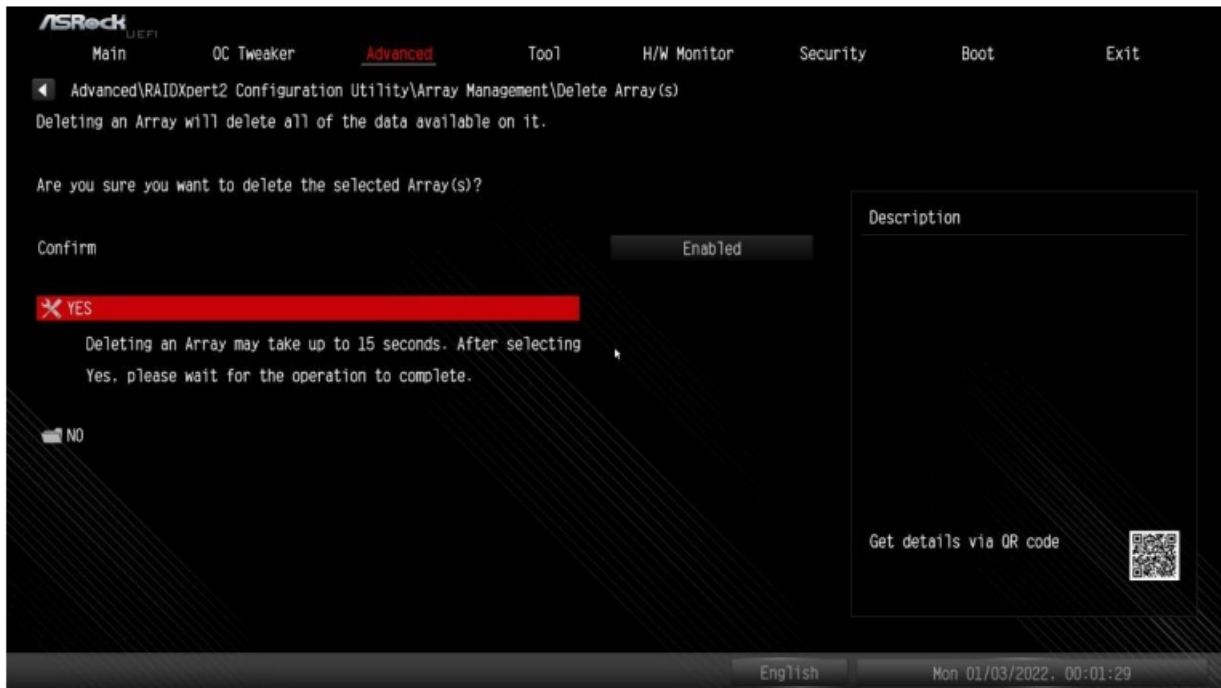 ASRock
UEFI
Main OC Tweaker Advanced Tool H/W Monitor Security Boot Exit
Advanced\RAIDXpert2 Configuration Utility\Array Management\Delete Array(s)
Deleting an Array will delete all of the data available on it.
Are you sure you want to delete the selected Array(s)?
Description
Confirm Enabled
YES
Deleting an Array may take up to 15 seconds. After selecting
Yes, please wait for the operation to complete.
NO
Get details via QR code
English Mon 01/03/2022. 00:01:29